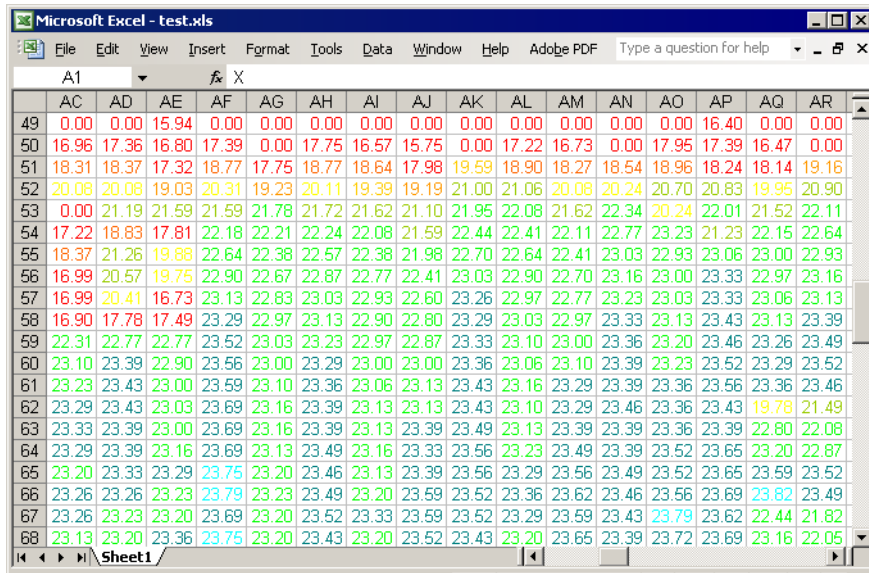 Microsoft Excel - test.xls
File Edit View Insert Format Tools Data Window Help Adobe PDF Type a question for help
A1 fx X
AC AD AE AF AG AH AI AJ AK AL AM AN AO AP AQ AR
49 0.00 0.00 15.94 0.00 0.00 0.00 0.00 0.00 0.00 0.00 0.00 0.00 0.00 16.40 0.00 0.00
50 16.96 17.36 16.80 17.39 0.00 17.75 16.57 15.75 0.00 17.22 16.73 0.00 17.95 17.39 16.47 0.00
51 18.31 18.37 17.32 18.77 17.75 18.77 18.64 17.98 19.59 18.90 18.27 18.54 18.96 18.24 18.14 19.16
52 20.08 20.08 19.03 20.31 19.23 20.11 19.39 19.19 21.00 21.06 20.08 20.24 20.70 20.83 19.95 20.90
53 0.00 21.19 21.59 21.59 21.78 21.72 21.62 21.10 21.95 22.08 21.62 22.34 20.24 22.01 21.52 22.11
54 17.22 18.83 17.81 22.18 22.21 22.24 22.08 21.59 22.44 22.41 22.11 22.77 23.23 21.23 22.15 22.64
55 18.37 21.26 19.88 22.64 22.38 22.57 22.38 21.98 22.70 22.64 22.41 23.03 22.93 23.06 23.00 22.93
56 16.99 20.57 19.75 22.90 22.67 22.87 22.77 22.41 23.03 22.90 22.70 23.16 23.00 23.33 22.97 23.16
57 16.99 20.41 16.73 23.13 22.83 23.03 22.93 22.60 23.26 22.97 22.77 23.23 23.03 23.33 23.06 23.13
58 16.90 17.78 17.49 23.29 22.97 23.13 22.90 22.80 23.29 23.03 22.97 23.33 23.13 23.43 23.13 23.39
59 22.31 22.77 22.77 23.52 23.03 23.23 22.97 22.87 23.33 23.10 23.00 23.36 23.20 23.46 23.26 23.49
60 23.10 23.39 22.90 23.56 23.00 23.29 23.00 23.00 23.36 23.06 23.10 23.39 23.23 23.52 23.29 23.52
61 23.23 23.43 23.00 23.59 23.10 23.36 23.06 23.13 23.43 23.16 23.29 23.39 23.36 23.56 23.36 23.46
62 23.29 23.43 23.03 23.69 23.16 23.39 23.13 23.13 23.43 23.10 23.29 23.46 23.36 23.43 19.78 21.49
63 23.33 23.39 23.00 23.69 23.16 23.39 23.13 23.39 23.49 23.13 23.39 23.39 23.36 23.39 22.80 22.08
64 23.29 23.39 23.16 23.69 23.13 23.49 23.16 23.33 23.56 23.23 23.49 23.39 23.52 23.65 23.20 22.87
65 23.20 23.33 23.29 23.75 23.20 23.46 23.13 23.39 23.56 23.29 23.56 23.49 23.52 23.65 23.59 23.52
66 23.26 23.26 23.23 23.79 23.23 23.49 23.20 23.59 23.52 23.36 23.62 23.46 23.56 23.69 23.82 23.49
67 23.26 23.23 23.20 23.69 23.20 23.52 23.33 23.59 23.52 23.29 23.59 23.43 23.79 23.62 22.44 21.82
68 23.13 23.20 23.36 23.75 23.20 23.43 23.20 23.52 23.43 23.20 23.65 23.39 23.72 23.69 23.16 22.05
Sheet1